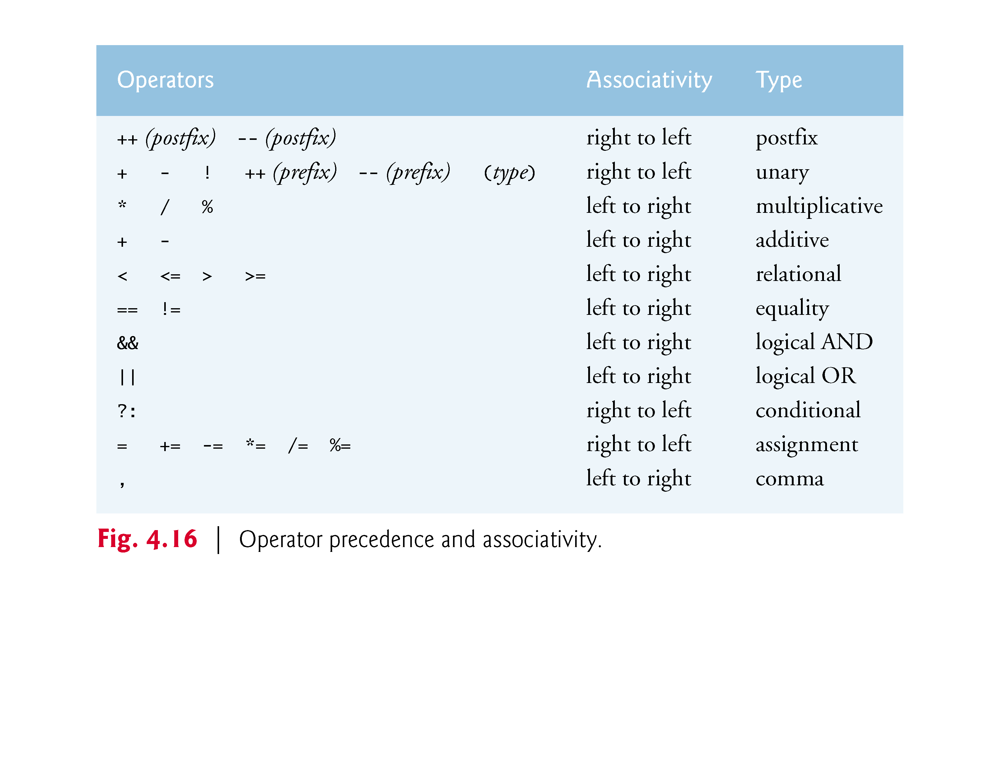 Operators Associativity Type
++ (postfix) -- (postfix) right to left postfix
+ - ! ++ (prefix) -- (prefix) (type) right to left unary
* / % left to right multiplicative
+ - left to right additive
< <= > >= left to right relational
== != left to right equality
&& left to right logical AND
|| left to right logical OR
?: right to left conditional
= += -= *= /= %= right to left assignment
, left to right comma
Fig. 4.16 | Operator precedence and associativity.